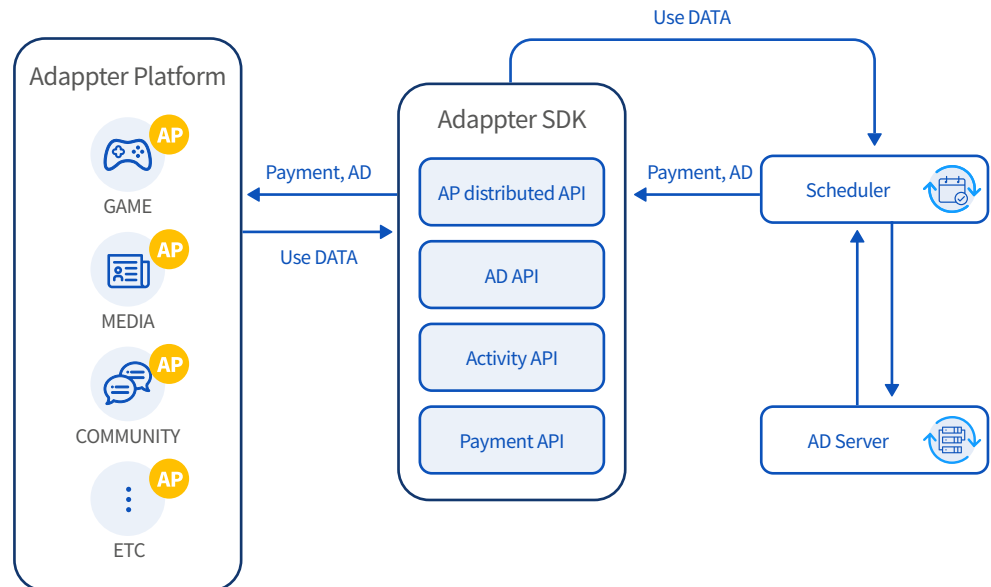 Use DATA
Adappter Platform
AP
GAME
AP
MEDIA
AP
COMMUNITY
AP
ETC
Payment, AD
Use DATA
Adappter SDK
AP distributed API
AD API
Activity API
Payment API
Payment, AD
Scheduler
AD Server